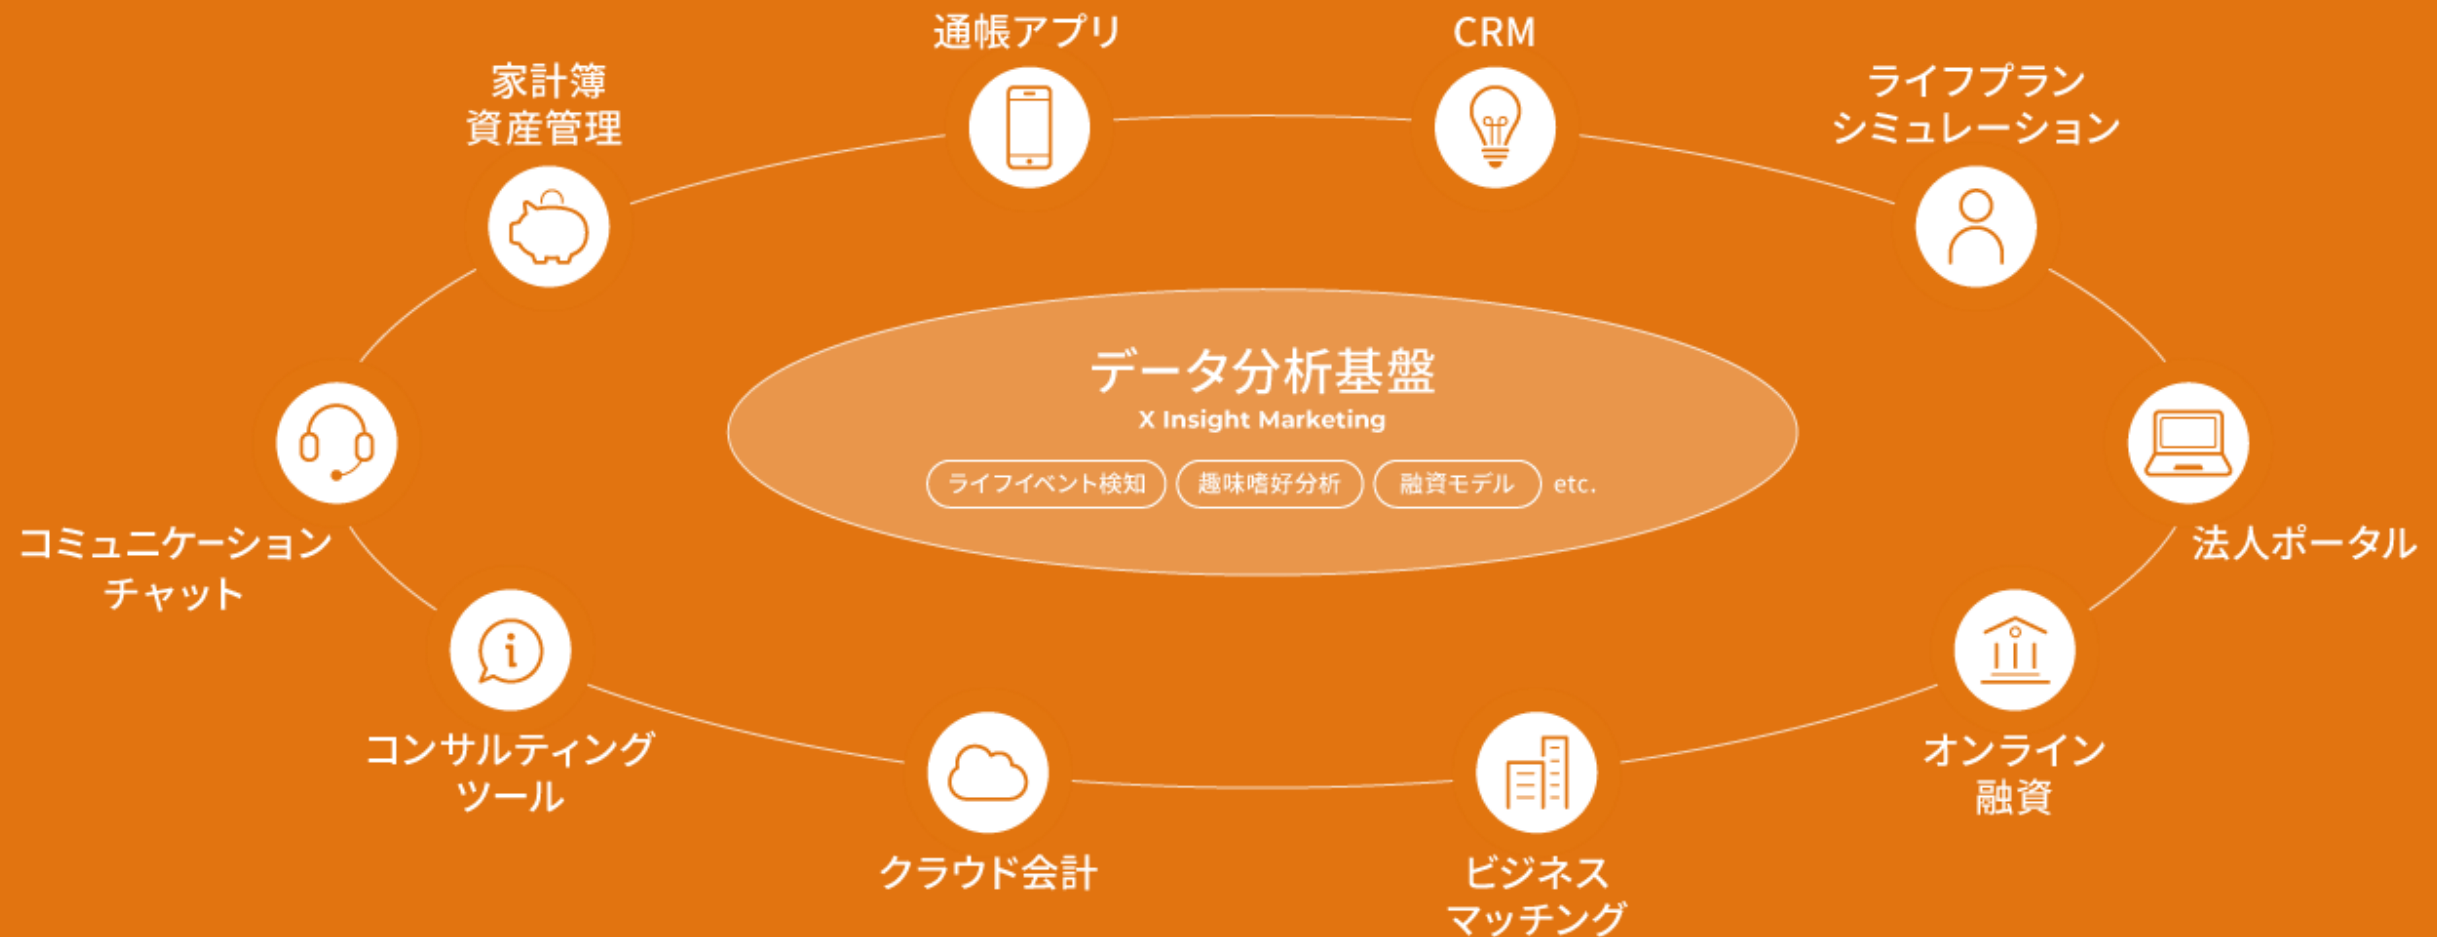 通帳アプリ
CRM
家計簿
資産管理
ライフプラン
シミュレーション
データ分析基盤
X Insight Marketing
ライフイベント検知 趣味嗜好分析 融資モデル etc.
コミュニケーション
チャット
法人ポータル
コンサルティング
ツール
オンライン
融資
クラウド会計
ビジネス
マッチング